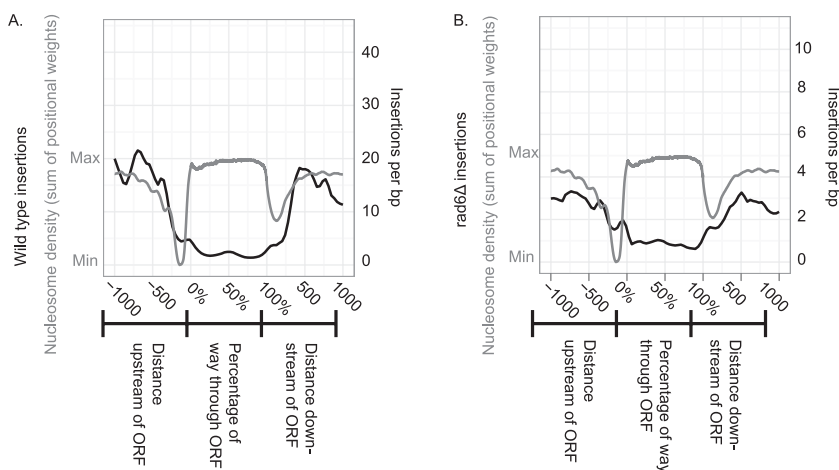 A.
Wild type insertions
Nucleosome density (sum of positional weights)
Max
Min
40
30
20
10
0
Insertions per bp
−1000
−500
0%
50%
100%
500
1000
Distance
upstream of ORF
Percentage of
way through ORF
Distance down-
stream of ORF
B.
rad6Δ insertions
Nucleosome density (sum of positional weights)
Max
Min
10
8
6
4
2
0
Insertions per bp
−1000
−500
0%
50%
100%
500
1000
Distance
upstream of ORF
Percentage of way
through ORF
Distance down-
stream of ORF